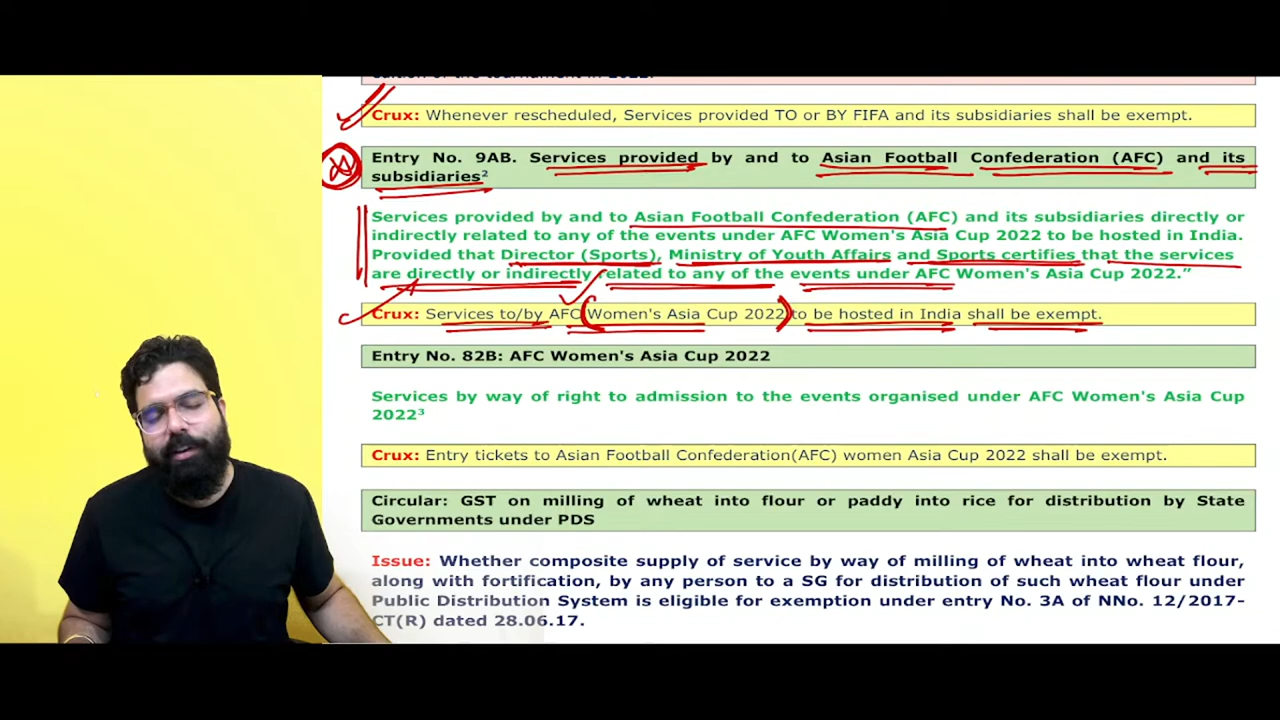 Crux: Whenever rescheduled, Services provided TO or BY FIFA and its subsidiaries shall be exempt.
Entry No. 9AB. Services provided by and to Asian Football Confederation (AFC) and its
subsidiaries²
Services provided by and to Asian Football Confederation (AFC) and its subsidiaries directly or
indirectly related to any of the events under AFC Women's Asia Cup 2022 to be hosted in India.
Provided that Director (Sports), Ministry of Youth Affairs and Sports certifies that the services
are directly or indirectly related to any of the events under AFC Women's Asia Cup 2022.”
Crux: Services to/by AFC Women's Asia Cup 2022 to be hosted in India shall be exempt.
Entry No. 82B: AFC Women's Asia Cup 2022
Services by way of right to admission to the events organised under AFC Women's Asia Cup
2022³
Crux: Entry tickets to Asian Football Confederation(AFC) women Asia Cup 2022 shall be exempt.
Circular: GST on milling of wheat into flour or paddy into rice for distribution by State
Governments under PDS
Issue: Whether composite supply of service by way of milling of wheat into wheat flour,
along with fortification, by any person to a SG for distribution of such wheat flour under
Public Distribution System is eligible for exemption under entry No. 3A of NNo. 12/2017-
CT(R) dated 28.06.17.